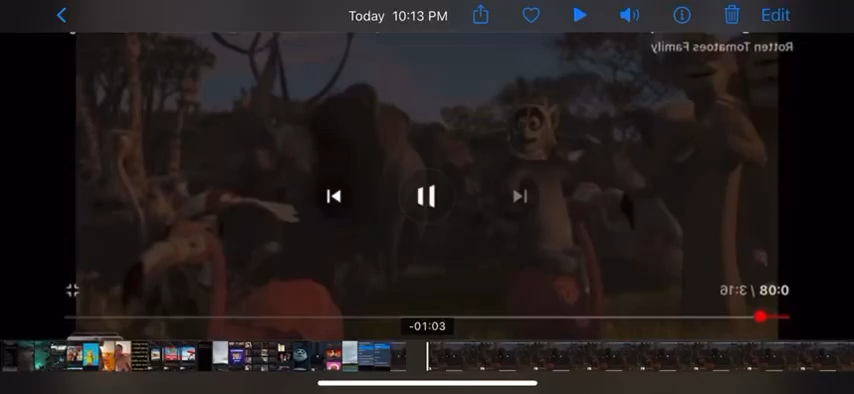 Today 10:13 PM
Edit
Rotten Tomatoes Family
0:08 / 3:16
-01:03